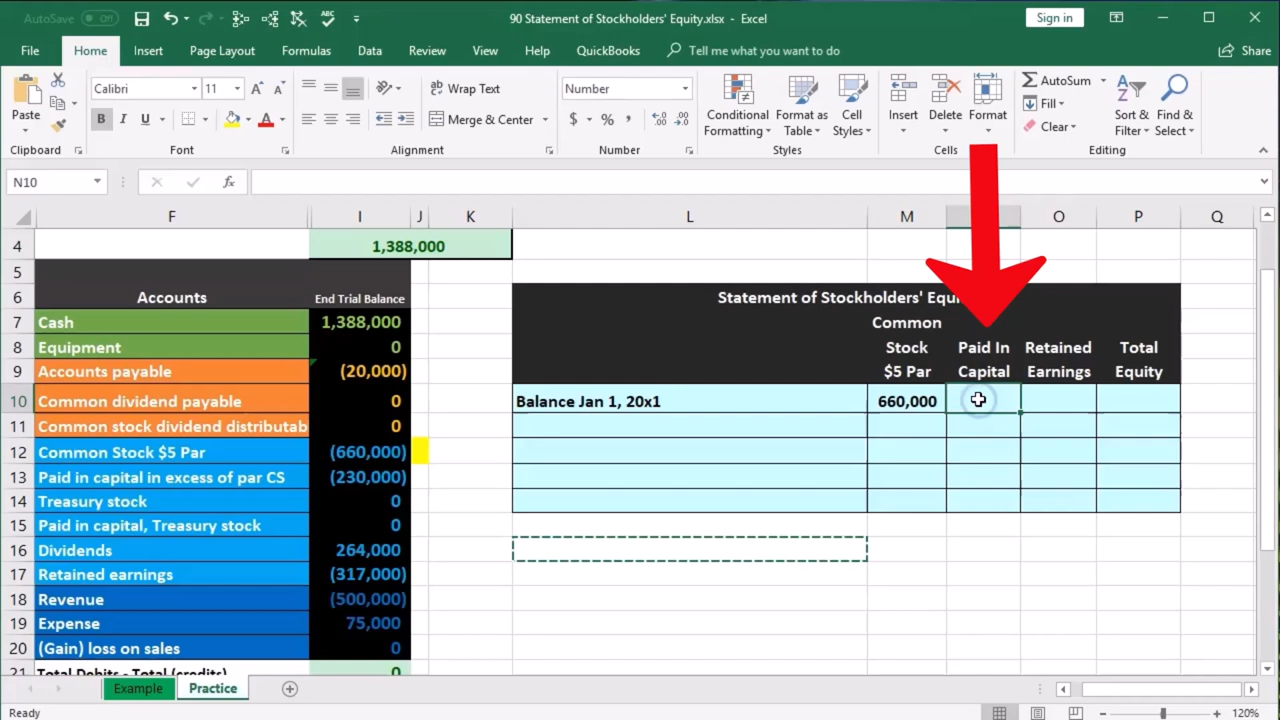 AutoSave Off 90 Statement of Stockholders' Equity.xlsx - Excel Sign in
File Home Insert Page Layout Formulas Data Review View Help QuickBooks Tell me what you want to do Share
Paste Calibri 11 B I U A Wrap Text Merge & Center Number $ % , Conditional Formatting Format as Table Cell Styles Insert Delete Format AutoSum Fill Clear Sort & Filter Find & Select
Clipboard Font Alignment Number Styles Cells Editing
N10 fx
F I J K L M O P Q
4 1,388,000
5
6 Accounts End Trial Balance Statement of Stockholders' Equ
7 Cash 1,388,000 Common
8 Equipment 0 Stock Paid In Retained Total
9 Accounts payable (20,000) $5 Par Capital Earnings Equity
10 Common dividend payable 0 Balance Jan 1, 20x1 660,000
11 Common stock dividend distributab 0
12 Common Stock $5 Par (660,000)
13 Paid in capital in excess of par CS (230,000)
14 Treasury stock 0
15 Paid in capital, Treasury stock 0
16 Dividends 264,000
17 Retained earnings (317,000)
18 Revenue (500,000)
19 Expense 75,000
20 (Gain) loss on sales 0
21 Total Debits - Total (credits) 0
Example Practice
Ready 120%